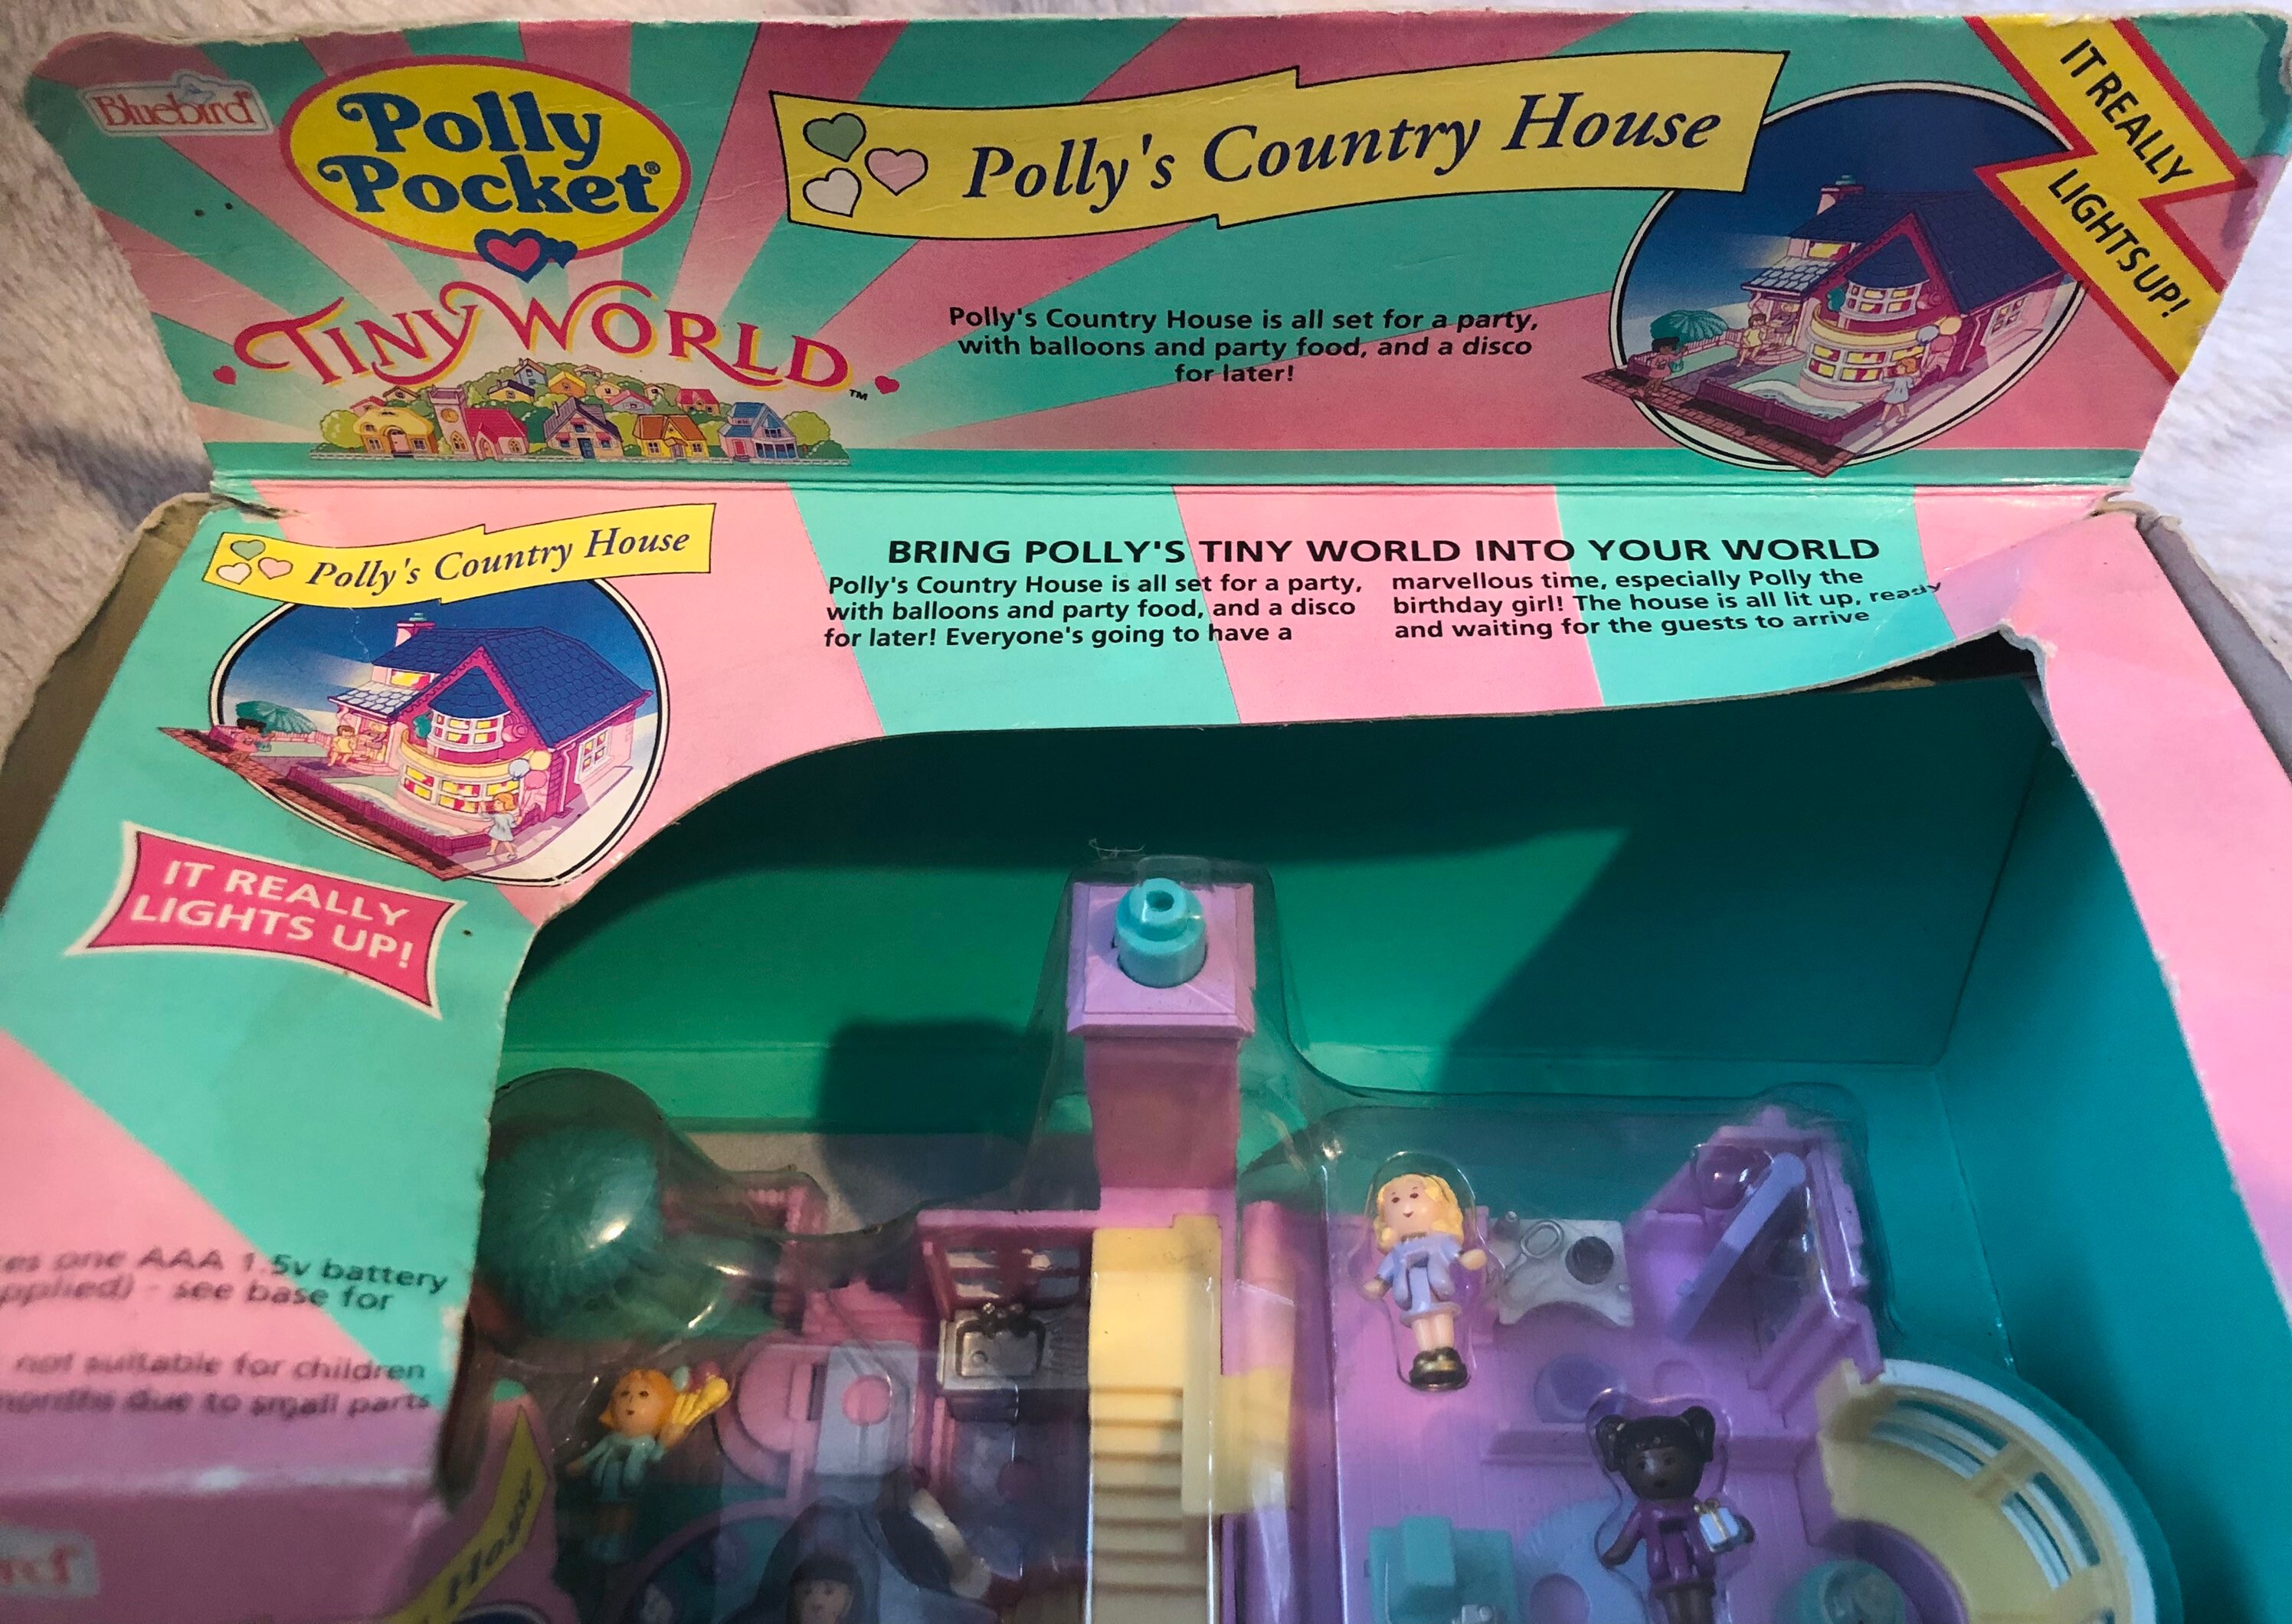 Bluebird®
Polly
Pocket®
TINY WORLD™
Polly's Country House
Polly's Country House is all set for a party,
with balloons and party food, and a disco
for later!
IT REALLY
LIGHTS UP!
Polly's Country House
BRING POLLY'S TINY WORLD INTO YOUR WORLD
Polly's Country House is all set for a party,
with balloons and party food, and a disco
for later! Everyone's going to have a
marvellous time, especially Polly the
birthday girl! The house is all lit up, ready
and waiting for the guests to arrive
IT REALLY
LIGHTS UP!
one AAA 1.5v battery
- see base for
not suitable for children
due to small parts
House